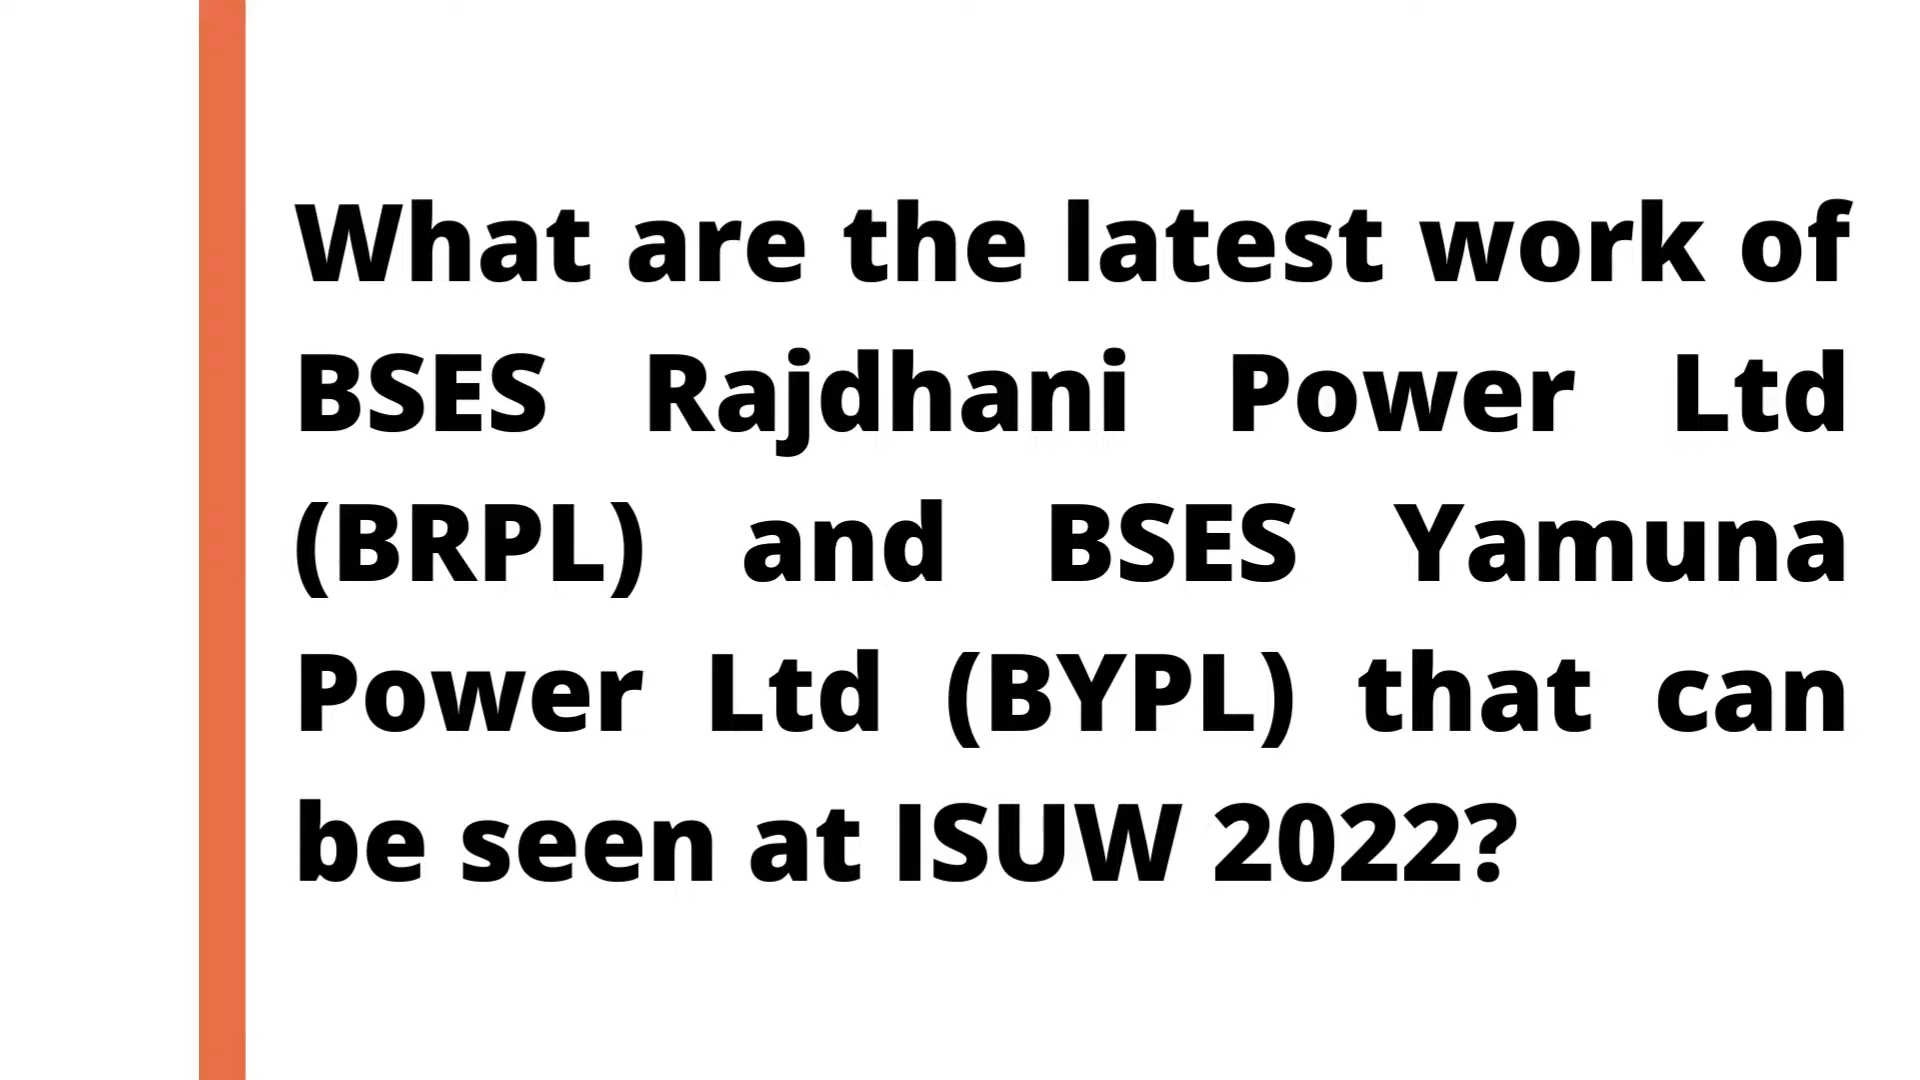 What are the latest work of
BSES Rajdhani Power Ltd
(BRPL) and BSES Yamuna
Power Ltd (BYPL) that can
be seen at ISUW 2022?